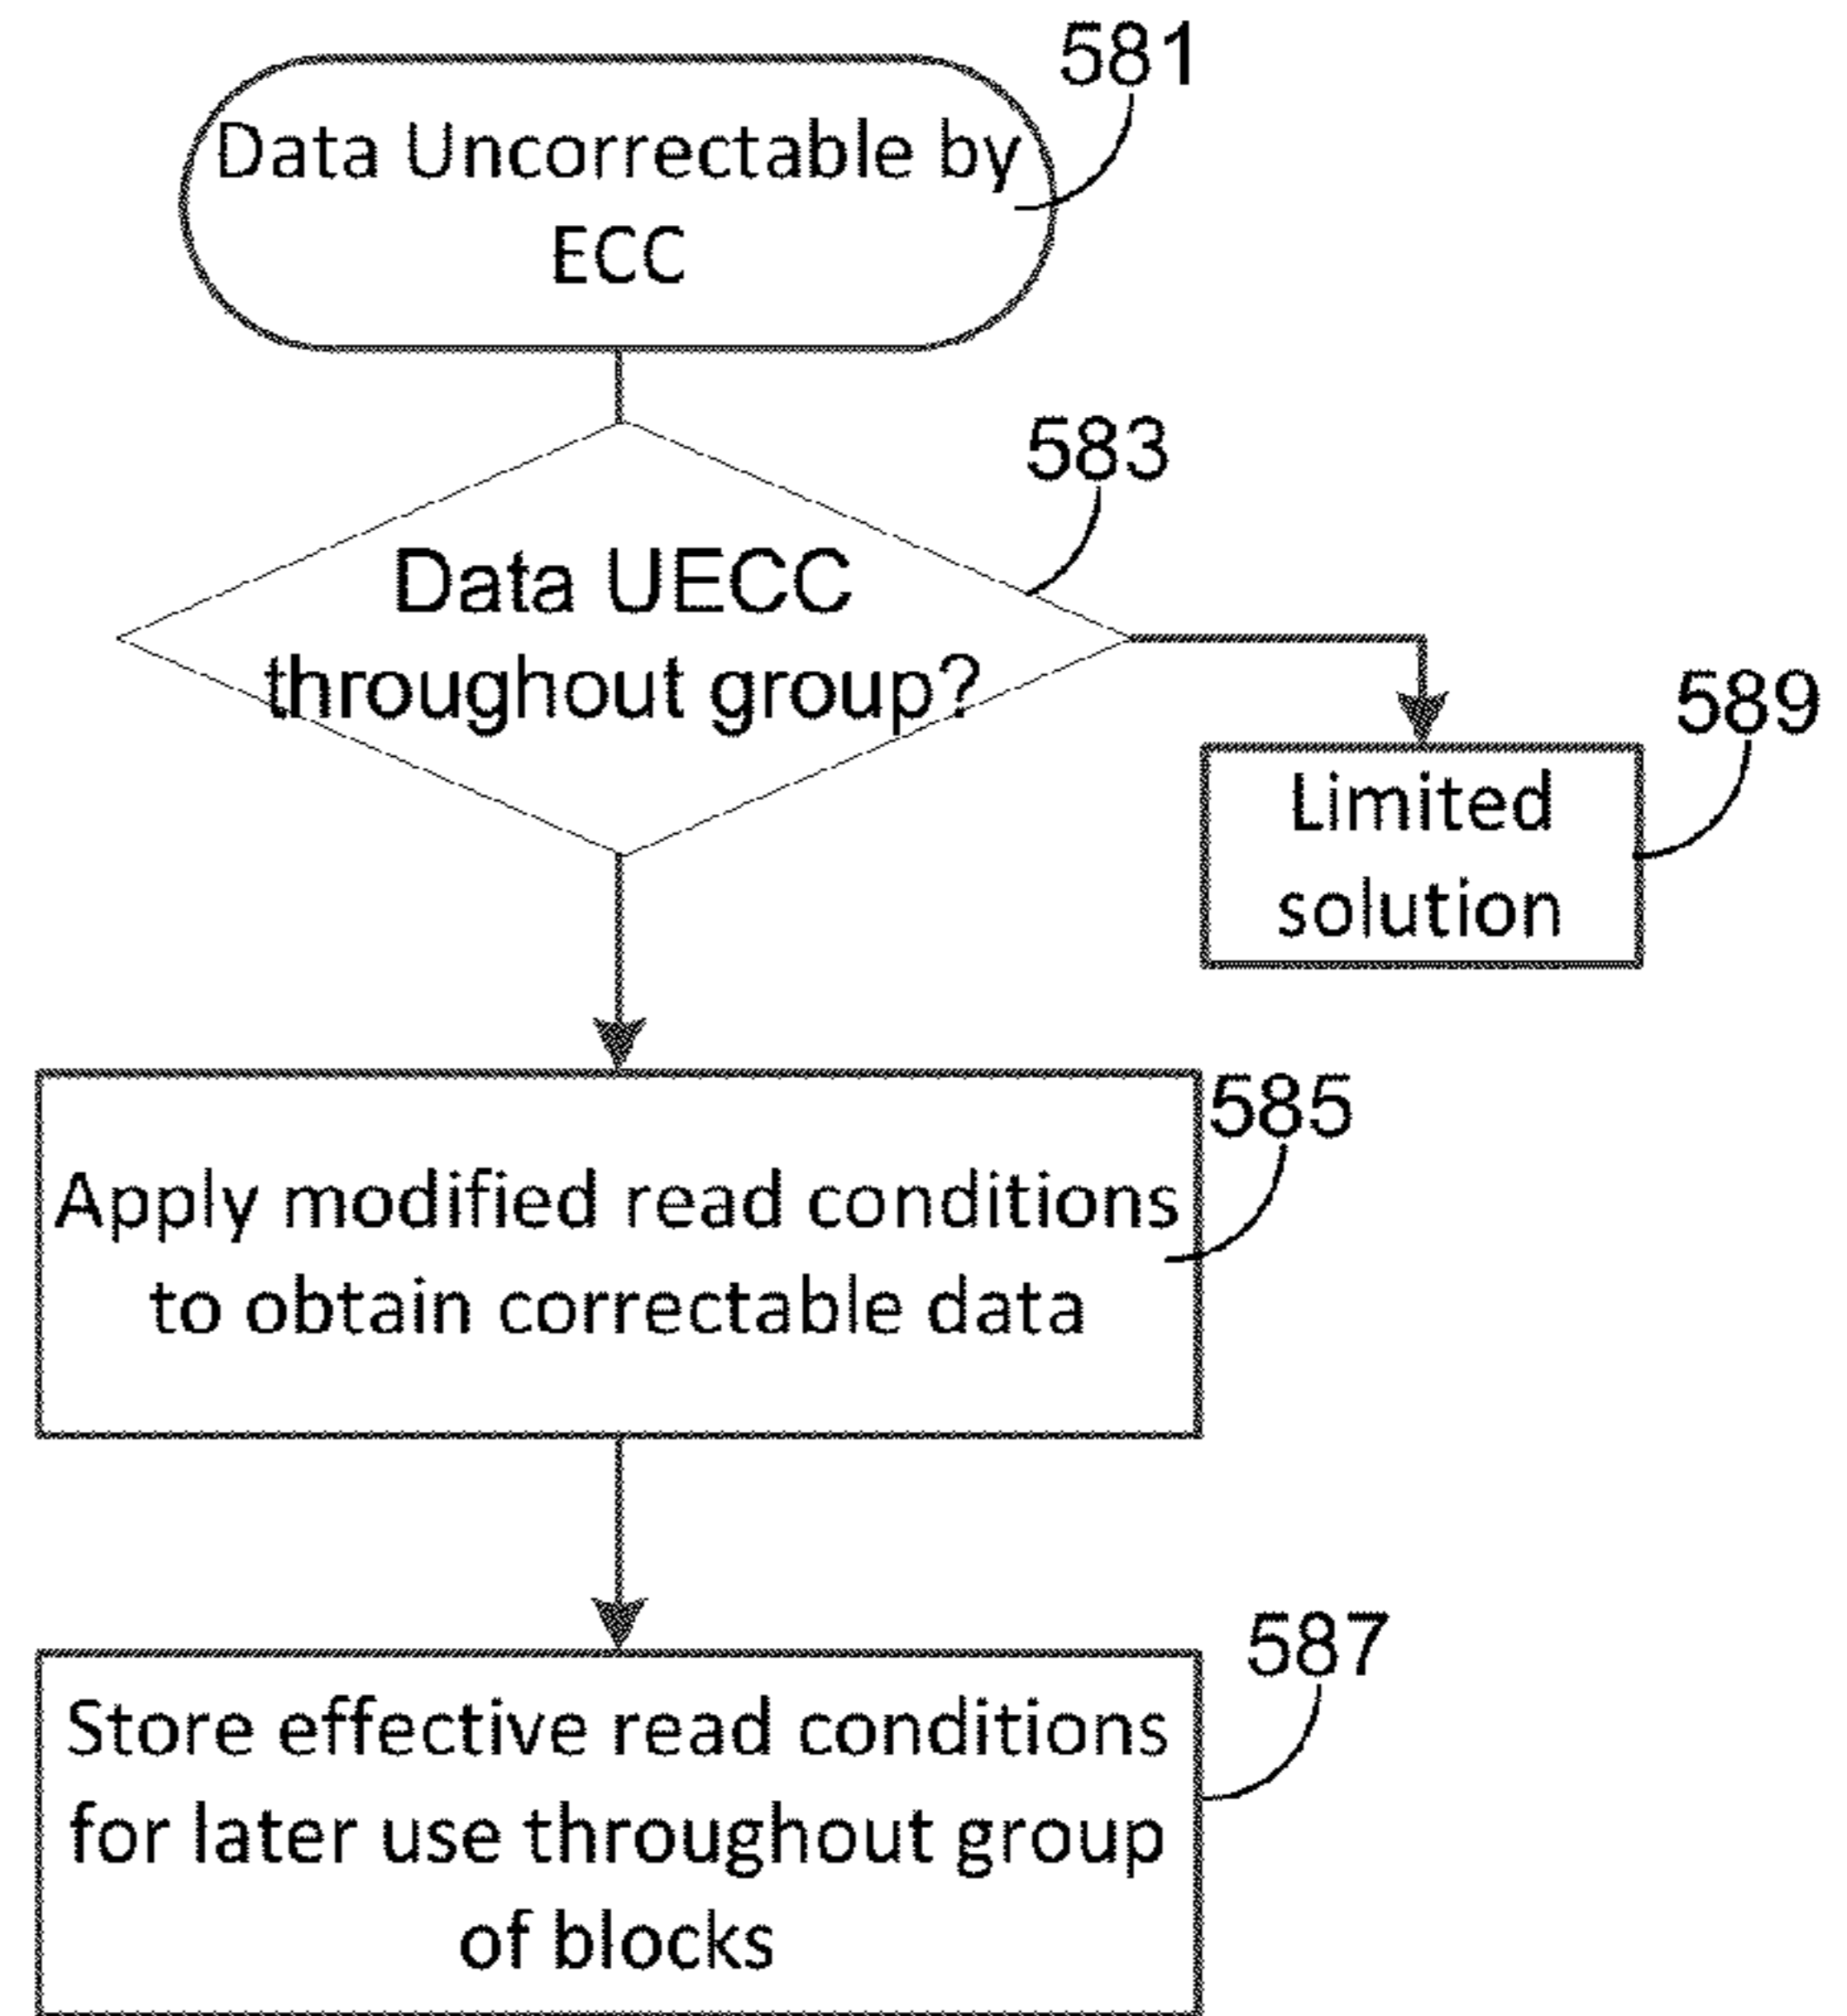 581
Data Uncorrectable by
ECC
583
Data UECC
throughout group?
589
Limited
solution
585
Apply modified read conditions
to obtain correctable data
587
Store effective read conditions
for later use throughout group
of blocks